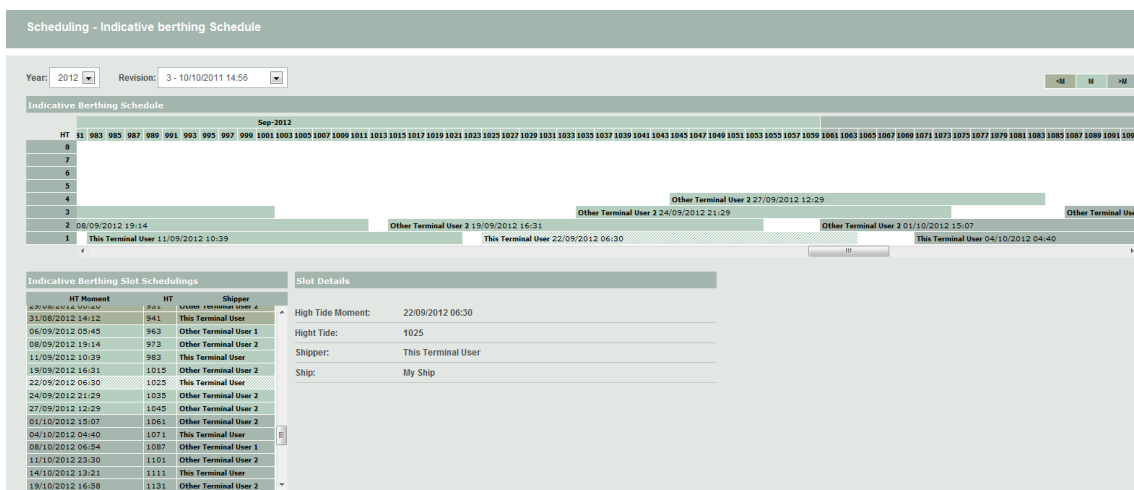 Scheduling - Indicative berthing Schedule
Year: 2012 Revision: 3 - 10/10/2011 14:56
<M M >M
Indicative Berthing Schedule
Sep-2012
HT 31 983 985 987 989 991 993 995 997 999 1001 1003 1005 1007 1009 1011 1013 1015 1017 1019 1021 1023 1025 1027 1029 1031 1033 1035 1037 1039 1041 1043 1045 1047 1049 1051 1053 1055 1057 1059 1061 1063 1065 1067 1069 1071 1073 1075 1077 1079 1081 1083 1085 1087 1089 1091 109
8
7
6
5
4 Other Terminal User 2 27/09/2012 12:29
3 Other Terminal User 2 24/09/2012 21:29 Other Terminal Use
2 08/09/2012 19:14 Other Terminal User 2 19/09/2012 16:31 Other Terminal User 2 01/10/2012 15:07
1 This Terminal User 11/09/2012 10:39 This Terminal User 22/09/2012 06:30 This Terminal User 04/10/2012 04:40
Indicative Berthing Slot Schedulings
HT Moment HT Shipper
29/08/2012 00:20 931 Other Terminal User 2
31/08/2012 14:12 941 This Terminal User
06/09/2012 05:45 963 Other Terminal User 1
08/09/2012 19:14 973 Other Terminal User 2
11/09/2012 10:39 983 This Terminal User
19/09/2012 16:31 1015 Other Terminal User 2
22/09/2012 06:30 1025 This Terminal User
24/09/2012 21:29 1035 Other Terminal User 2
27/09/2012 12:29 1045 Other Terminal User 2
01/10/2012 15:07 1061 Other Terminal User 2
04/10/2012 04:40 1071 This Terminal User
08/10/2012 06:54 1087 Other Terminal User 1
11/10/2012 23:30 1101 Other Terminal User 2
14/10/2012 13:21 1111 This Terminal User
19/10/2012 16:58 1131 Other Terminal User 2
Slot Details
High Tide Moment: 22/09/2012 06:30
Hight Tide: 1025
Shipper: This Terminal User
Ship: My Ship